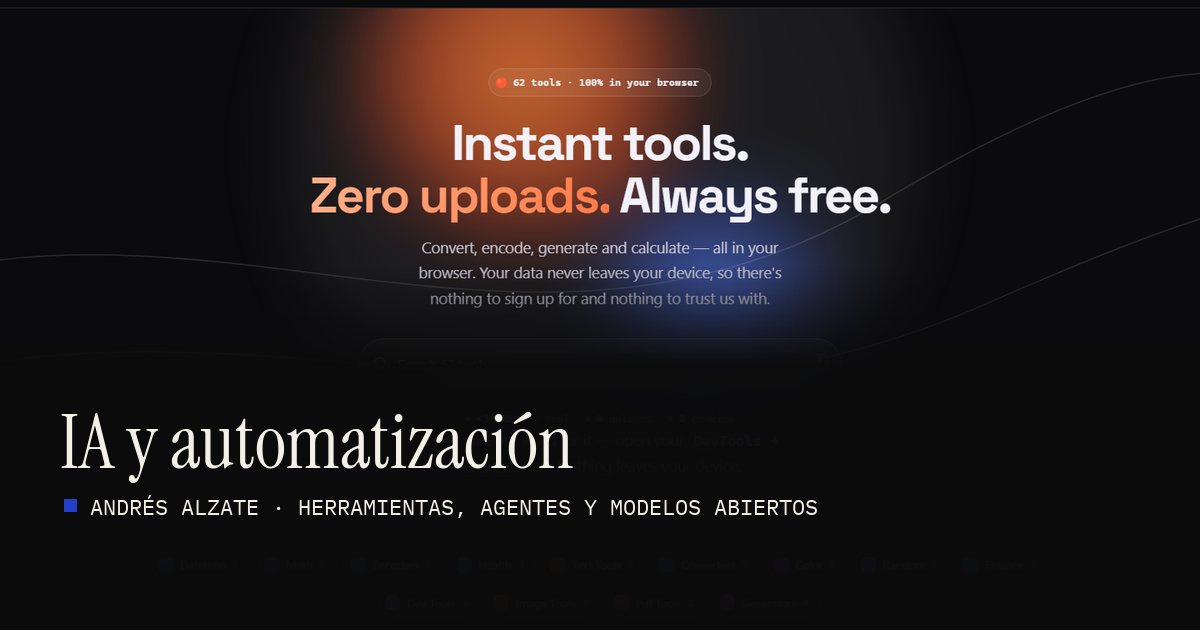 62 tools · 100% in your browser
Instant tools.
Zero uploads. Always free.
Convert, encode, generate and calculate — all in your
browser. Your data never leaves your device, so there's
nothing to sign up for and nothing to trust us with.
IA y automatización
ANDRÉS ALZATE · HERRAMIENTAS, AGENTES Y MODELOS ABIERTOS